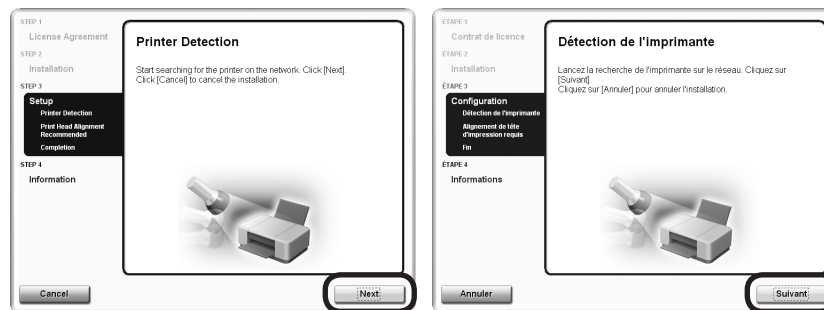 STEP 1
License Agreement
STEP 2
Installation
STEP 3
Setup
Printer Detection
Print Head Alignment
Recommended
Completion
STEP 4
Information
Printer Detection
Start searching for the printer on the network. Click [Next].
Click [Cancel] to cancel the installation.
Cancel
Next
ÉTAPE 1
Contrat de licence
ÉTAPE 2
Installation
ÉTAPE 3
Configuration
Détection de l'imprimante
Alignement de tête
d'impression requis
Fin
ÉTAPE 4
Informations
Détection de l'imprimante
Lancez la recherche de l'imprimante sur le réseau. Cliquez sur
[Suivant].
Cliquez sur [Annuler] pour annuler l'installation.
Annuler
Suivant